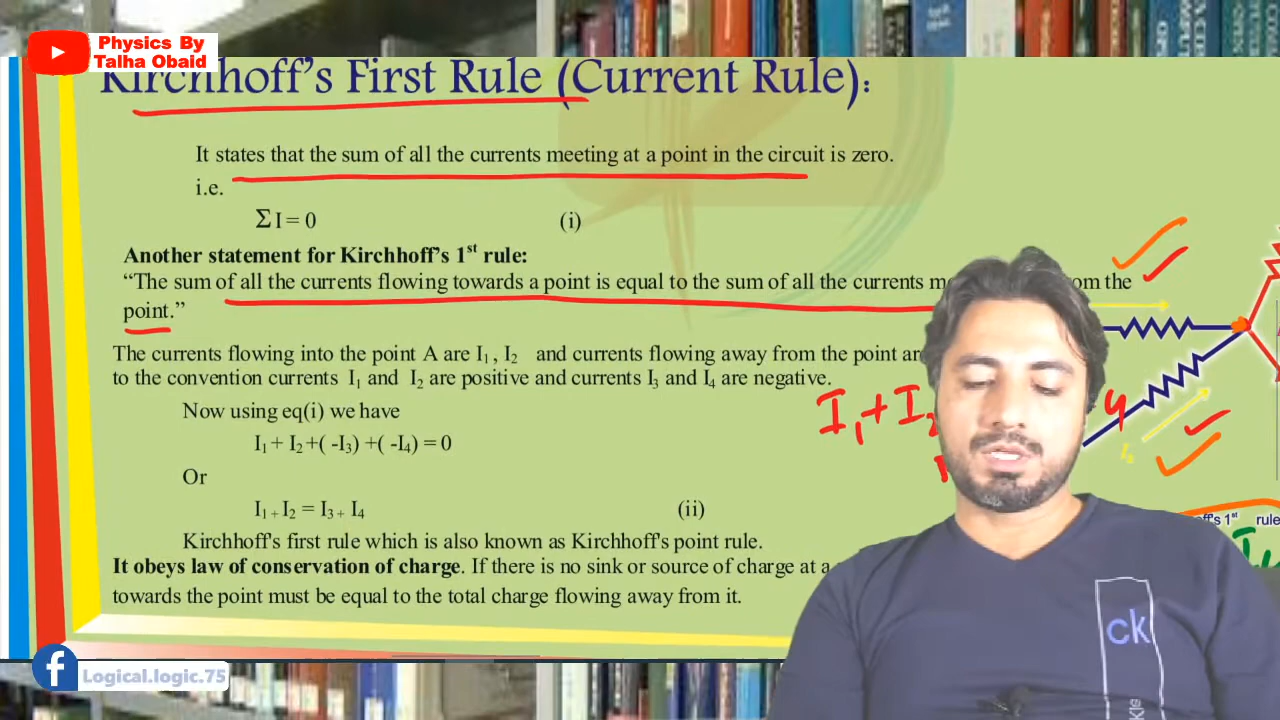 Physics By
Talha Obaid
Kirchhoff's First Rule (Current Rule):
It states that the sum of all the currents meeting at a point in the circuit is zero.
i.e.
Σ I = 0 (i)
Another statement for Kirchhoff's 1st rule:
“The sum of all the currents flowing towards a point is equal to the sum of all the currents the
point.”
The currents flowing into the point A are I₁ , I₂ and currents flowing away from the point
to the convention currents I₁ and I₂ are positive and currents I₃ and I₄ are negative.
I₁ + I₂
Now using eq(i) we have
I₁ + I₂ +( -I₃) +( -I₄) = 0
I₂
Or
I₁ + I₂ = I₃ + I₄ (ii)
1st rule
Kirchhoff's first rule which is also known as Kirchhoff's point rule.
It obeys law of conservation of charge. If there is no sink or source of charge at a
towards the point must be equal to the total charge flowing away from it.
ck
Logical.logic.75